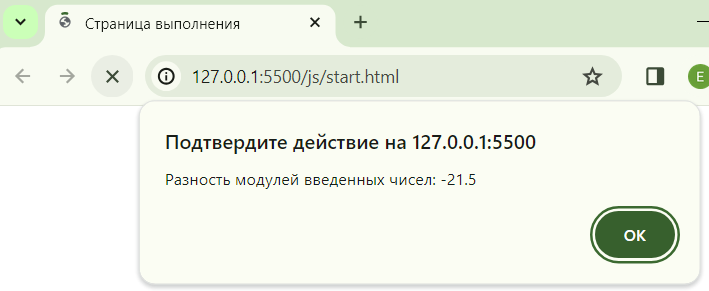 Страница выполнения
127.0.0.1:5500/js/start.html
E
Подтвердите действие на 127.0.0.1:5500
Разность модулей введенных чисел: -21.5
ОК